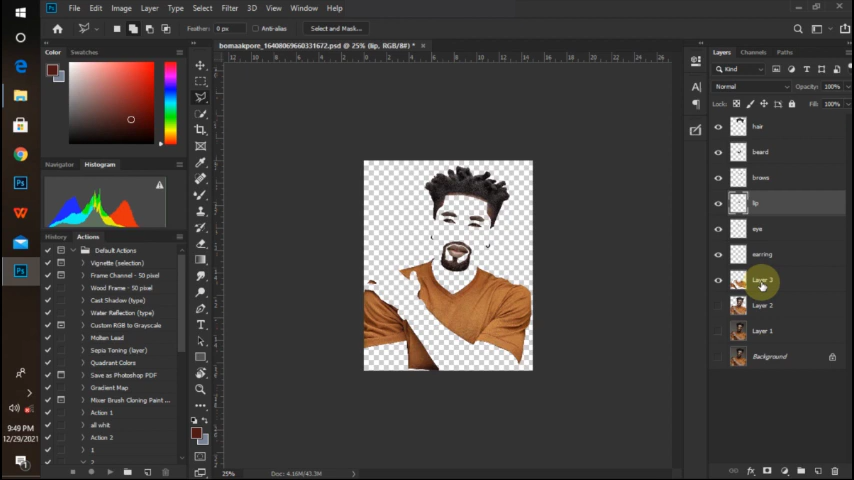 File Edit Image Layer Type Select Filter 3D View Window Help
Feather: 0 px Anti-alias Select and Mask...
Color Swatches
bomaakpore_16408069660331672.psd @ 25% (lip, RGB/8#) *
Layers Channels Paths
Kind
Normal Opacity: 100%
Lock: Fill: 100%
hair
beard
brows
lip
eye
earring
Layer 3
Layer 2
Layer 1
Background
Navigator Histogram
History Actions
Default Actions
Vignette (selection)
Frame Channel - 50 pixel
Wood Frame - 50 pixel
Cast Shadow (type)
Water Reflection (type)
Custom RGB to Grayscale
Molten Lead
Sepia Toning (layer)
Quadrant Colors
Save as Photoshop PDF
Gradient Map
Mixer Brush Cloning Paint ...
Action 1
all whit
Action 2
1
2
9:49 PM
12/29/2021
25% Doc: 4.16M/43.3M